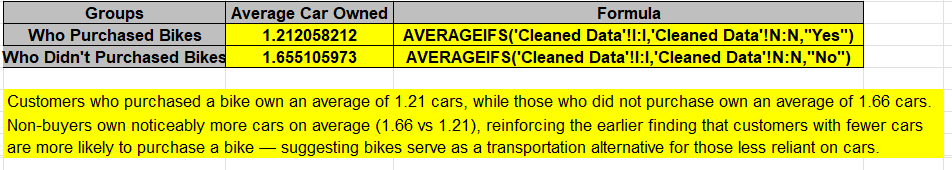 Groups Average Car Owned Formula
Who Purchased Bikes 1.212058212 AVERAGEIFS('Cleaned Data'!I:I,'Cleaned Data'!N:N,"Yes")
Who Didn't Purchased Bikes 1.655105973 AVERAGEIFS('Cleaned Data'!I:I,'Cleaned Data'!N:N,"No")
Customers who purchased a bike own an average of 1.21 cars, while those who did not purchase own an average of 1.66 cars.
Non-buyers own noticeably more cars on average (1.66 vs 1.21), reinforcing the earlier finding that customers with fewer cars
are more likely to purchase a bike — suggesting bikes serve as a transportation alternative for those less reliant on cars.